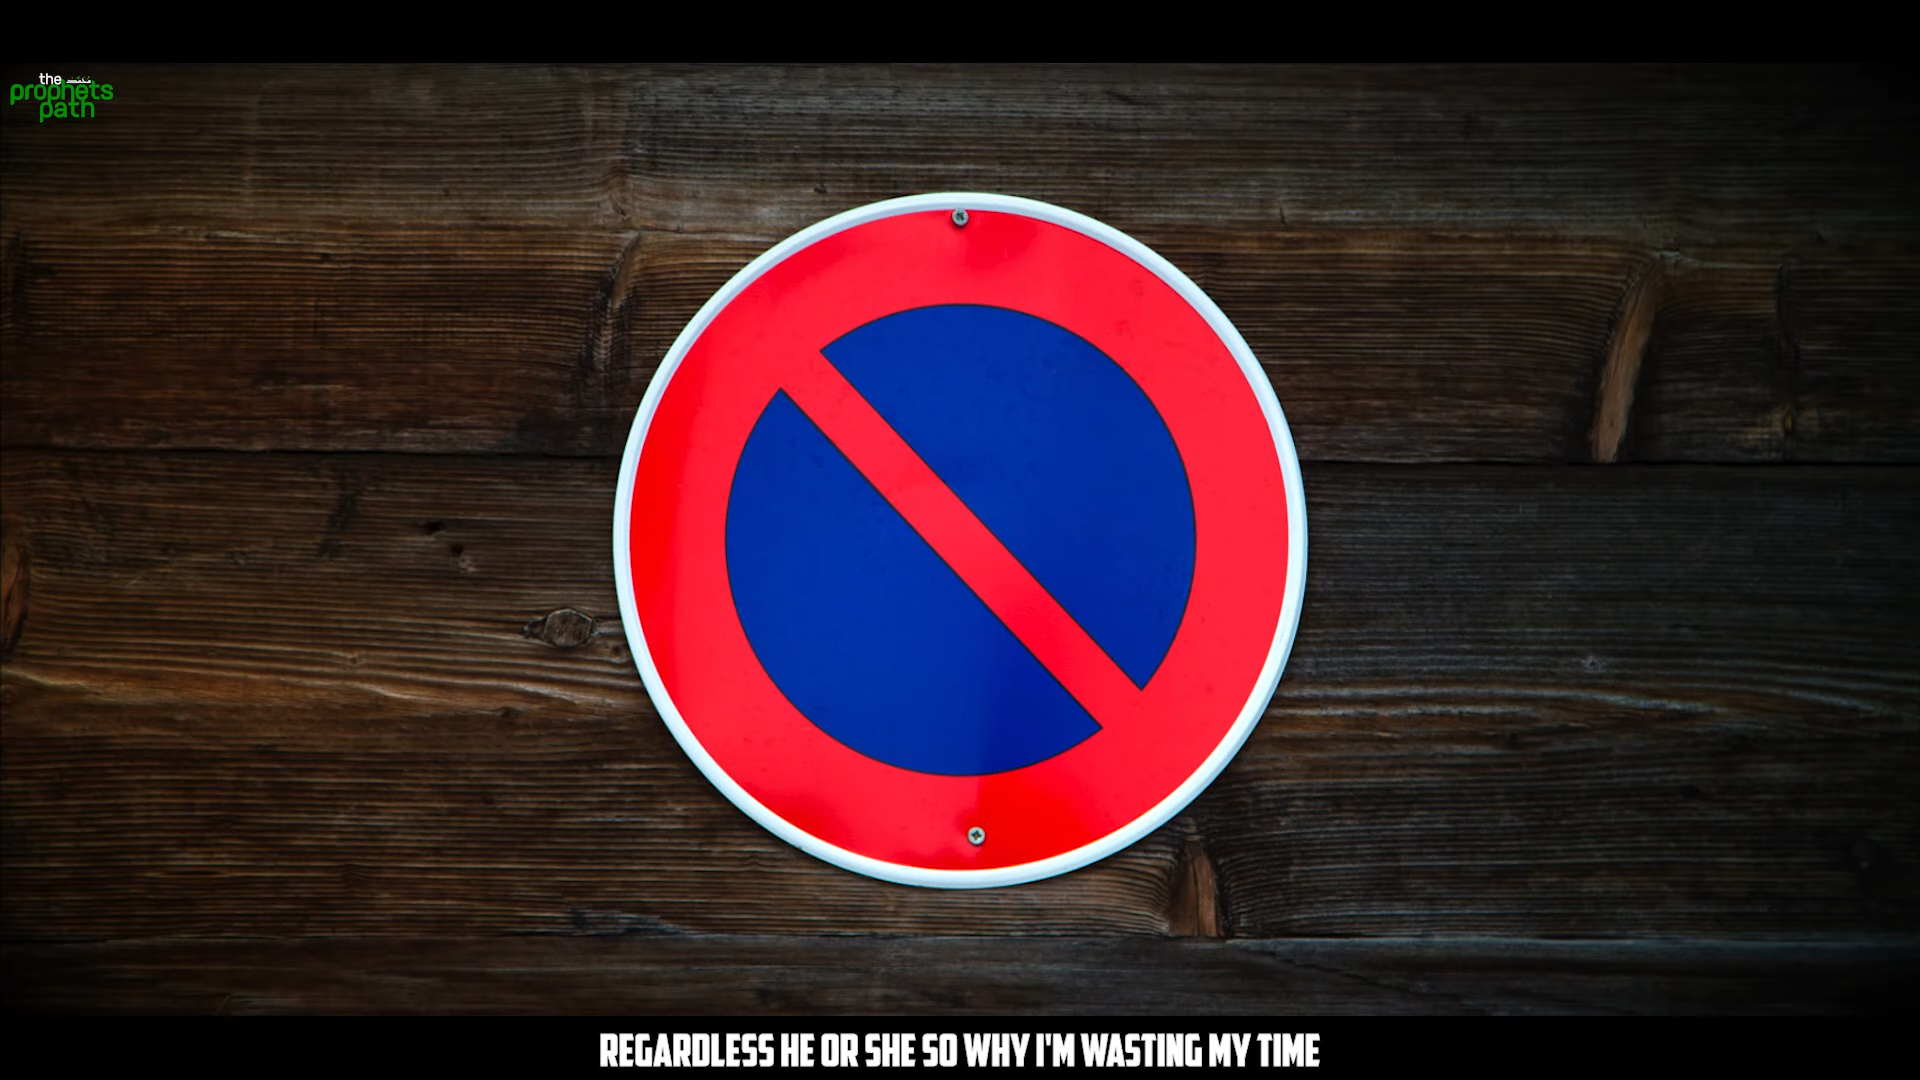 the
prophets
path
REGARDLESS HE OR SHE SO WHY I'M WASTING MY TIME